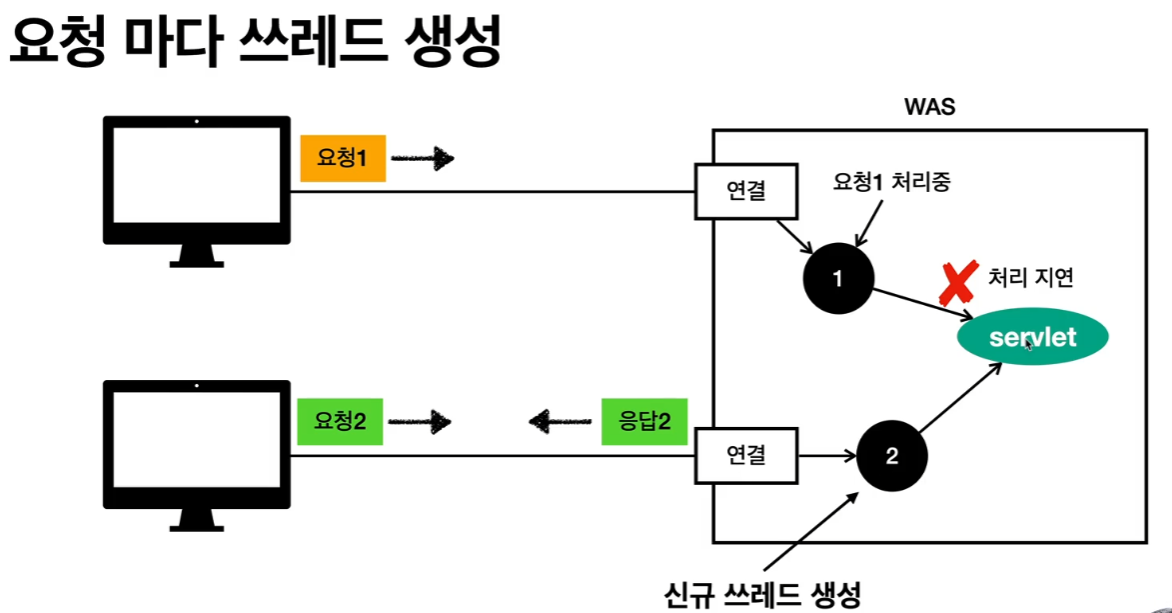 요청 마다 쓰레드 생성
WAS
요청1
연결
요청1 처리중
1
처리 지연
servlet
요청2
응답2
연결
2
신규 쓰레드 생성